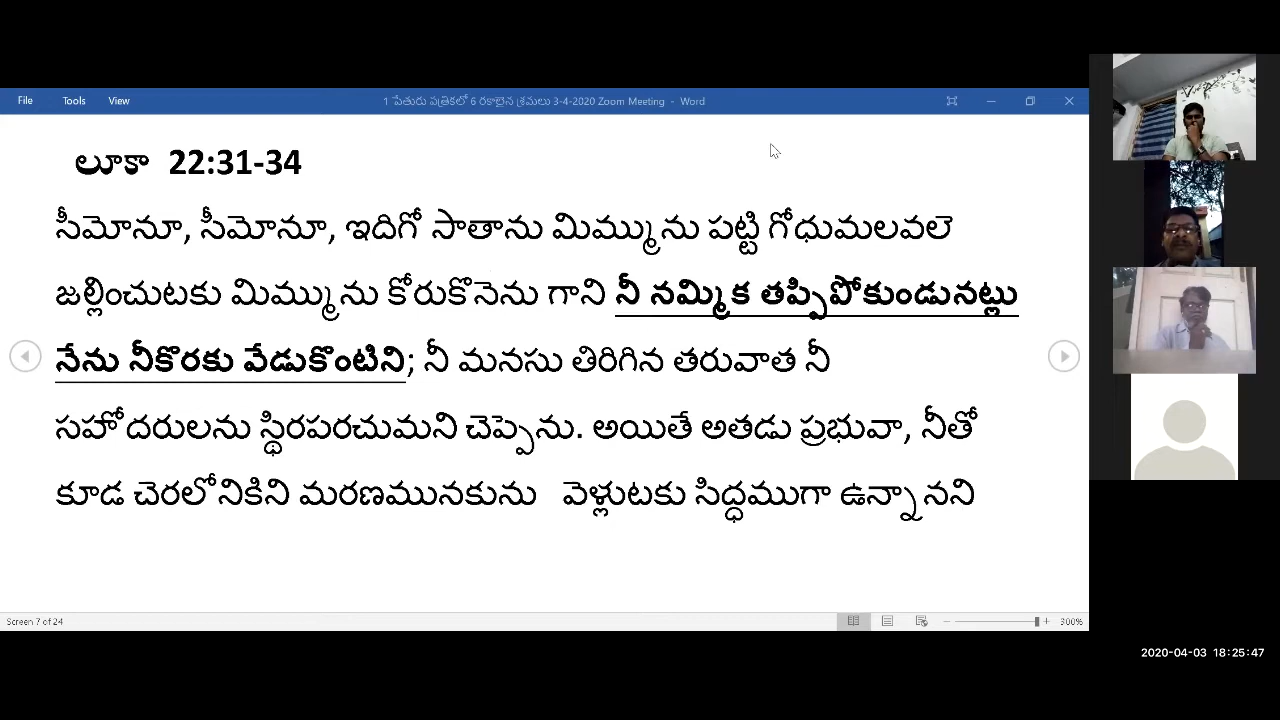 File Tools View 1 పేతురు పత్రికలో 6 రకాలైన శ్రమలు 3-4-2020 Zoom Meeting - Word
లూకా 22:31-34
సీమోనూ, సీమోనూ, ఇదిగో సాతాను మిమ్మును పట్టి గోధుమలవలె
జల్లించుటకు మిమ్మును కోరుకొనెను గాని నీ నమ్మిక తప్పిపోకుండునట్లు
నేను నీకొరకు వేడుకొంటిని; నీ మనసు తిరిగిన తరువాత నీ
సహోదరులను స్థిరపరచుమని చెప్పెను. అయితే అతడు ప్రభువా, నీతో
కూడ చెరలోనికిని మరణమునకును వెళ్లుటకు సిద్ధముగా ఉన్నానని
Screen 7 of 24 300%
2020-04-03 18:25:47